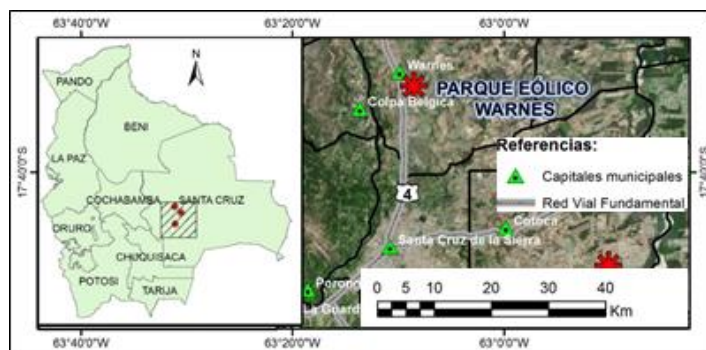 63°40'0"W 63°20'0"W 63°0'0"W
N
PANDO
BENI
LA PAZ
COCHABAMBA
SANTA CRUZ
ORURO
CHUQUISACA
POTOSI
TARIJA
Warnes
PARQUE EÓLICO
WARNES
Colpa Belgica
Referencias:
Capitales municipales
Red Vial Fundamental
4
Cotoca
Santa Cruz de la Sierra
Porongo
La Guard
0 5 10 20 30 40
Km
17°40'0"S
17°40'0"S
63°40'0"W 63°20'0"W 63°0'0"W